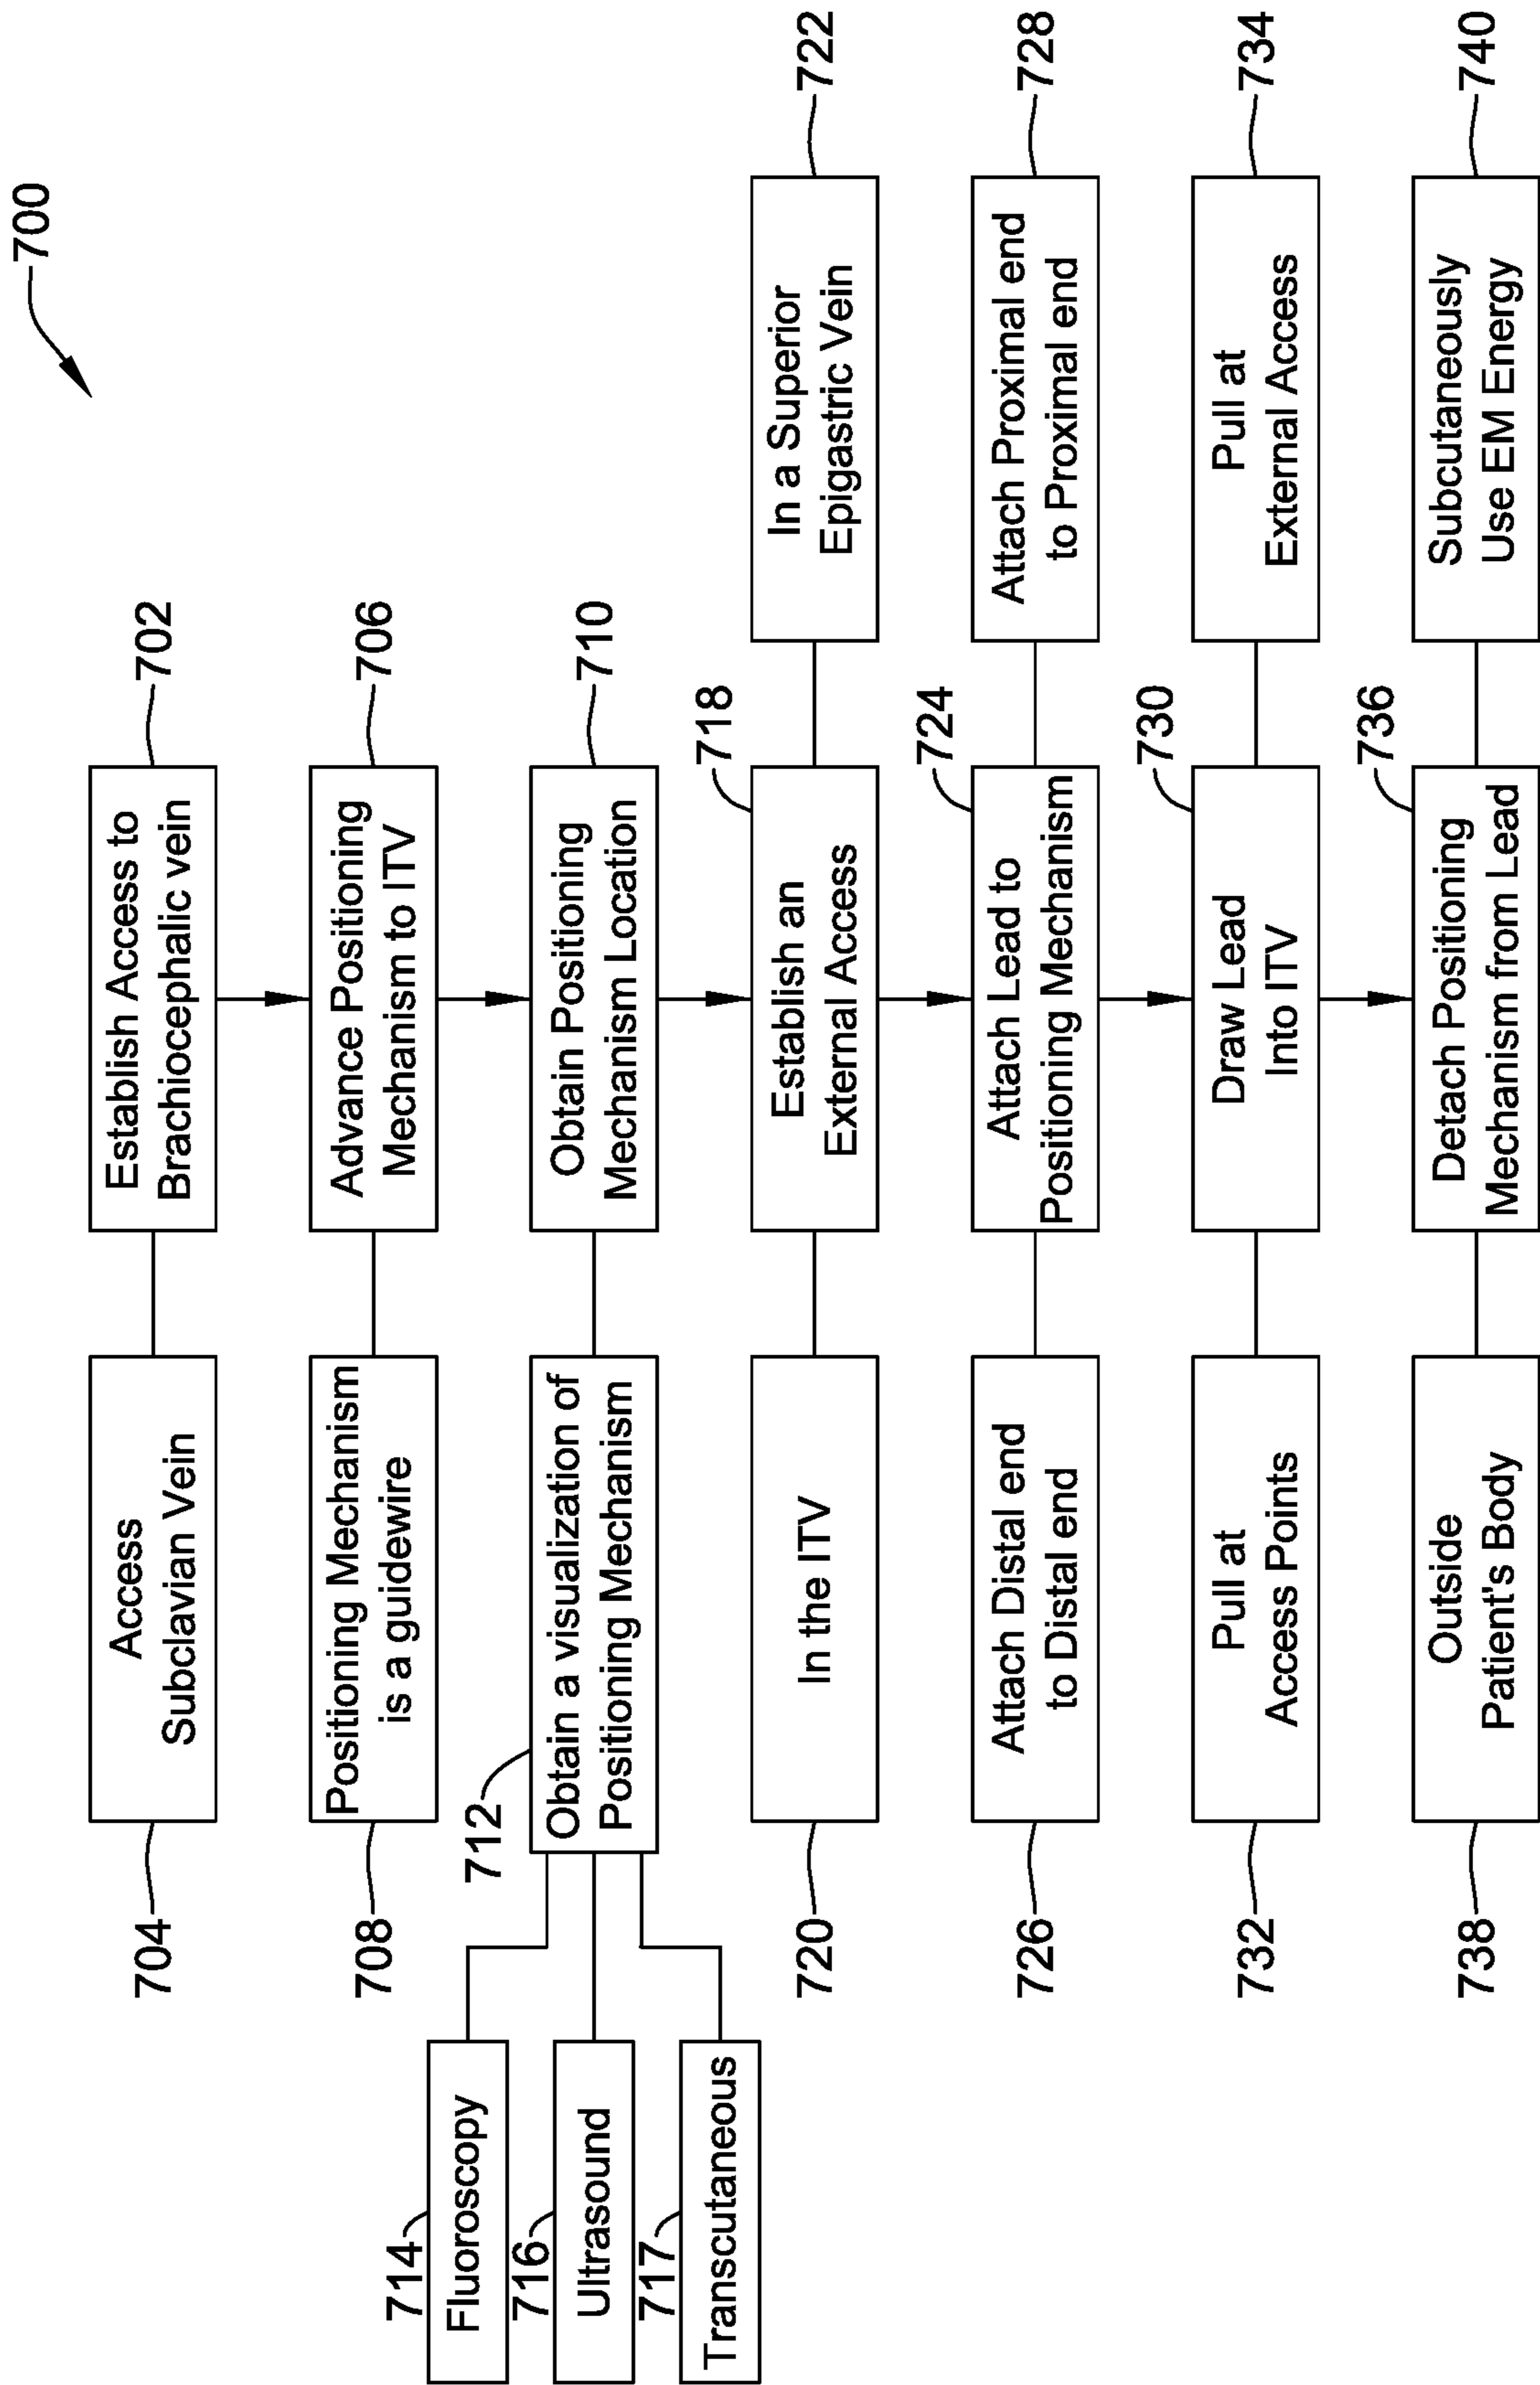 700
702
Establish Access to
Brachiocephalic vein
704
Access
Subclavian Vein
706
Advance Positioning
Mechanism to ITV
708
Positioning Mechanism
is a guidewire
710
Obtain Positioning
Mechanism Location
712
Obtain a visualization of
Positioning Mechanism
714
Fluoroscopy
716
Ultrasound
717
Transcutaneous
718
Establish an
External Access
720
In the ITV
722
In a Superior
Epigastric Vein
724
Attach Lead to
Positioning Mechanism
726
Attach Distal end
to Distal end
728
Attach Proximal end
to Proximal end
730
Draw Lead
Into ITV
732
Pull at
Access Points
734
Pull at
External Access
736
Detach Positioning
Mechanism from Lead
738
Outside
Patient's Body
740
Subcutaneously
Use EM Energy